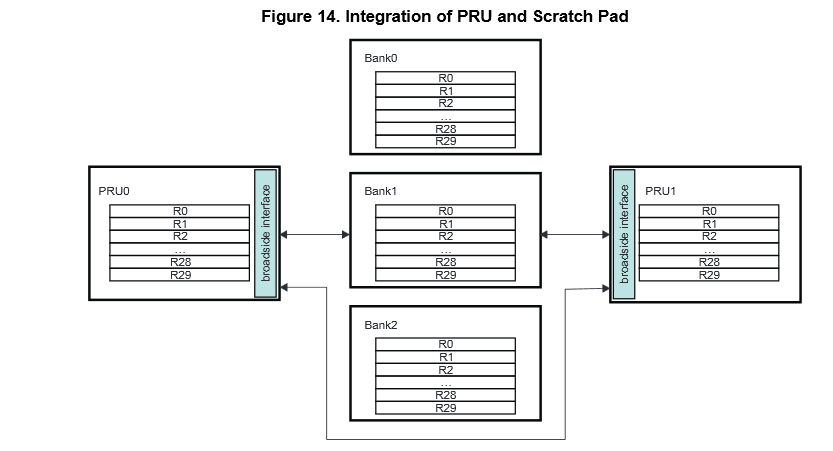 Figure 14. Integration of PRU and Scratch Pad
Bank0
R0
R1
R2
...
R28
R29
PRU0
R0
R1
R2
...
R28
R29
broadside interface
Bank1
R0
R1
R2
...
R28
R29
broadside interface
PRU1
R0
R1
R2
...
R28
R29
Bank2
R0
R1
R2
...
R28
R29